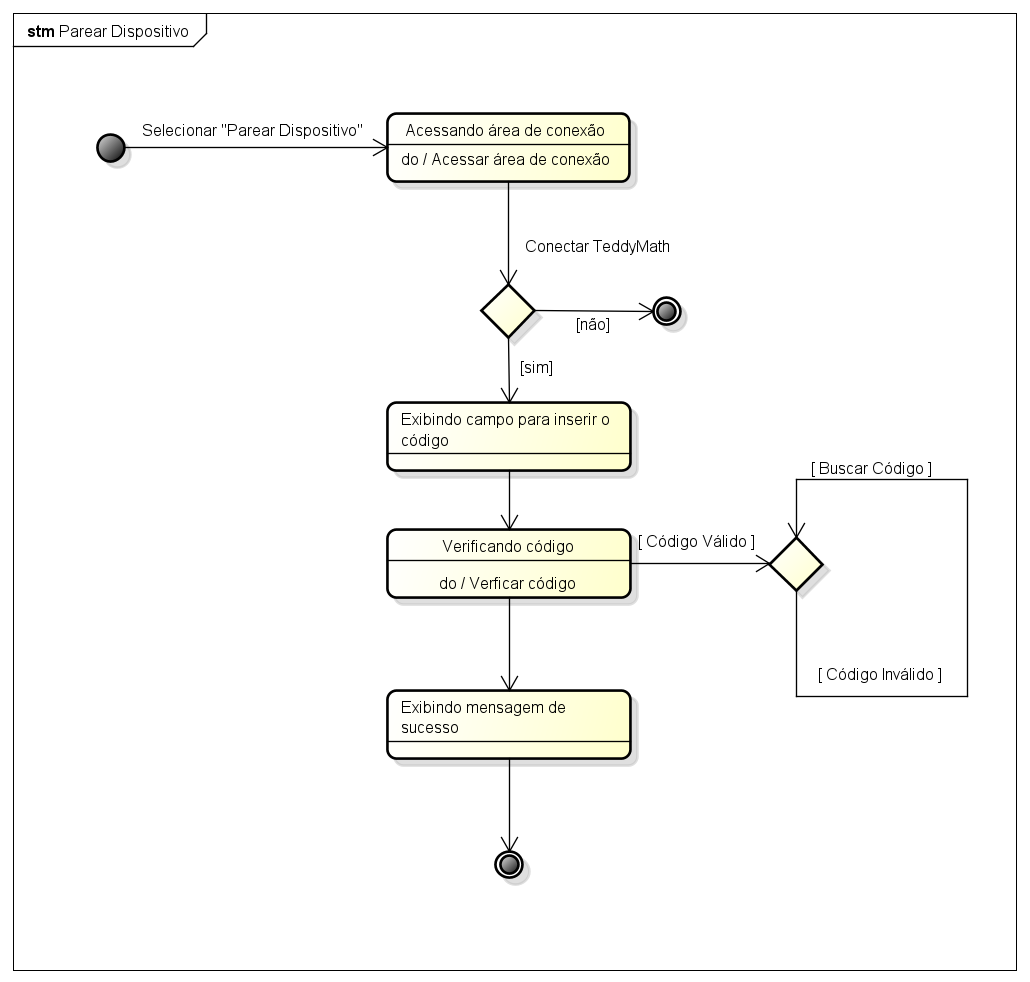 stm Parear Dispositivo
Selecionar "Parear Dispositivo"
Acessando área de conexão
do / Acessar área de conexão
Conectar TeddyMath
[não]
[sim]
Exibindo campo para inserir o
código
[ Buscar Código ]
Verificando código
do / Verficar código
[ Código Válido ]
[ Código Inválido ]
Exibindo mensagem de
sucesso